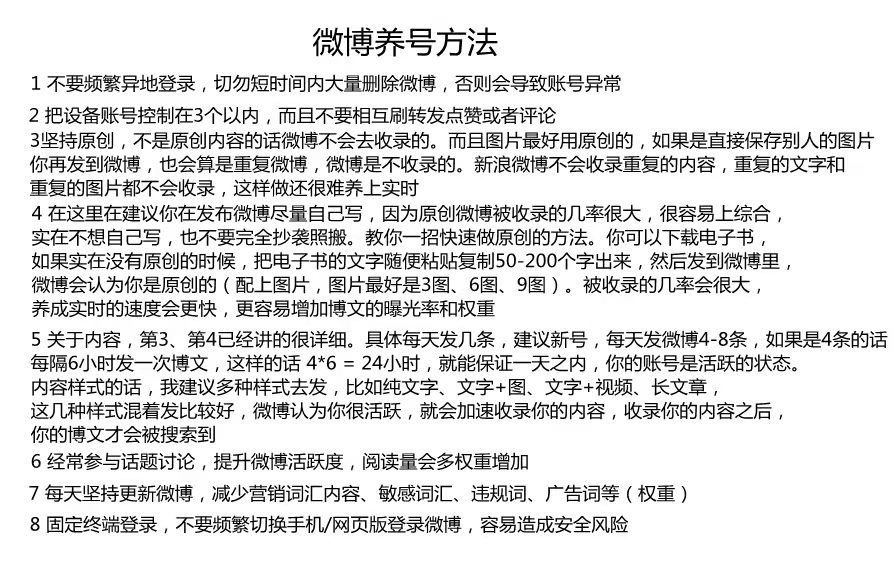 微博养号方法
1 不要频繁异地登录，切勿短时间内大量删除微博，否则会导致账号异常
2 把设备账号控制在3个以内，而且不要相互刷转发点赞或者评论
3坚持原创，不是原创内容的话微博不会去收录的。而且图片最好用原创的，如果是直接保存别人的图片
你再发到微博，也会算是重复微博，微博是不收录的。新浪微博不会收录重复的内容，重复的文字和
重复的图片都不会收录，这样做还很难养上实时
4 在这里在建议你在发布微博尽量自己写，因为原创微博被收录的几率很大，很容易上综合，
实在不想自己写，也不要完全抄袭照搬。教你一招快速做原创的方法。你可以下载电子书，
如果实在没有原创的时候，把电子书的文字随便粘贴复制50-200个字出来，然后发到微博里，
微博会认为你是原创的（配上图片，图片最好是3图、6图、9图）。被收录的几率会很大，
养成实时的速度会更快，更容易增加博文的曝光率和权重
5 关于内容，第3、第4已经讲的很详细。具体每天发几条，建议新号，每天发微博4-8条，如果是4条的话
每隔6小时发一次博文，这样的话 4*6 = 24小时，就能保证一天之内，你的账号是活跃的状态。
内容样式的话，我建议多种样式去发，比如纯文字、文字+图、文字+视频、长文章，
这几种样式混着发比较好，微博认为你很活跃，就会加速收录你的内容，收录你的内容之后，
你的博文才会被搜索到
6 经常参与话题讨论，提升微博活跃度，阅读量会多权重增加
7 每天坚持更新微博，减少营销词汇内容、敏感词汇、违规词、广告词等（权重）
8 固定终端登录，不要频繁切换手机/网页版登录微博，容易造成安全风险